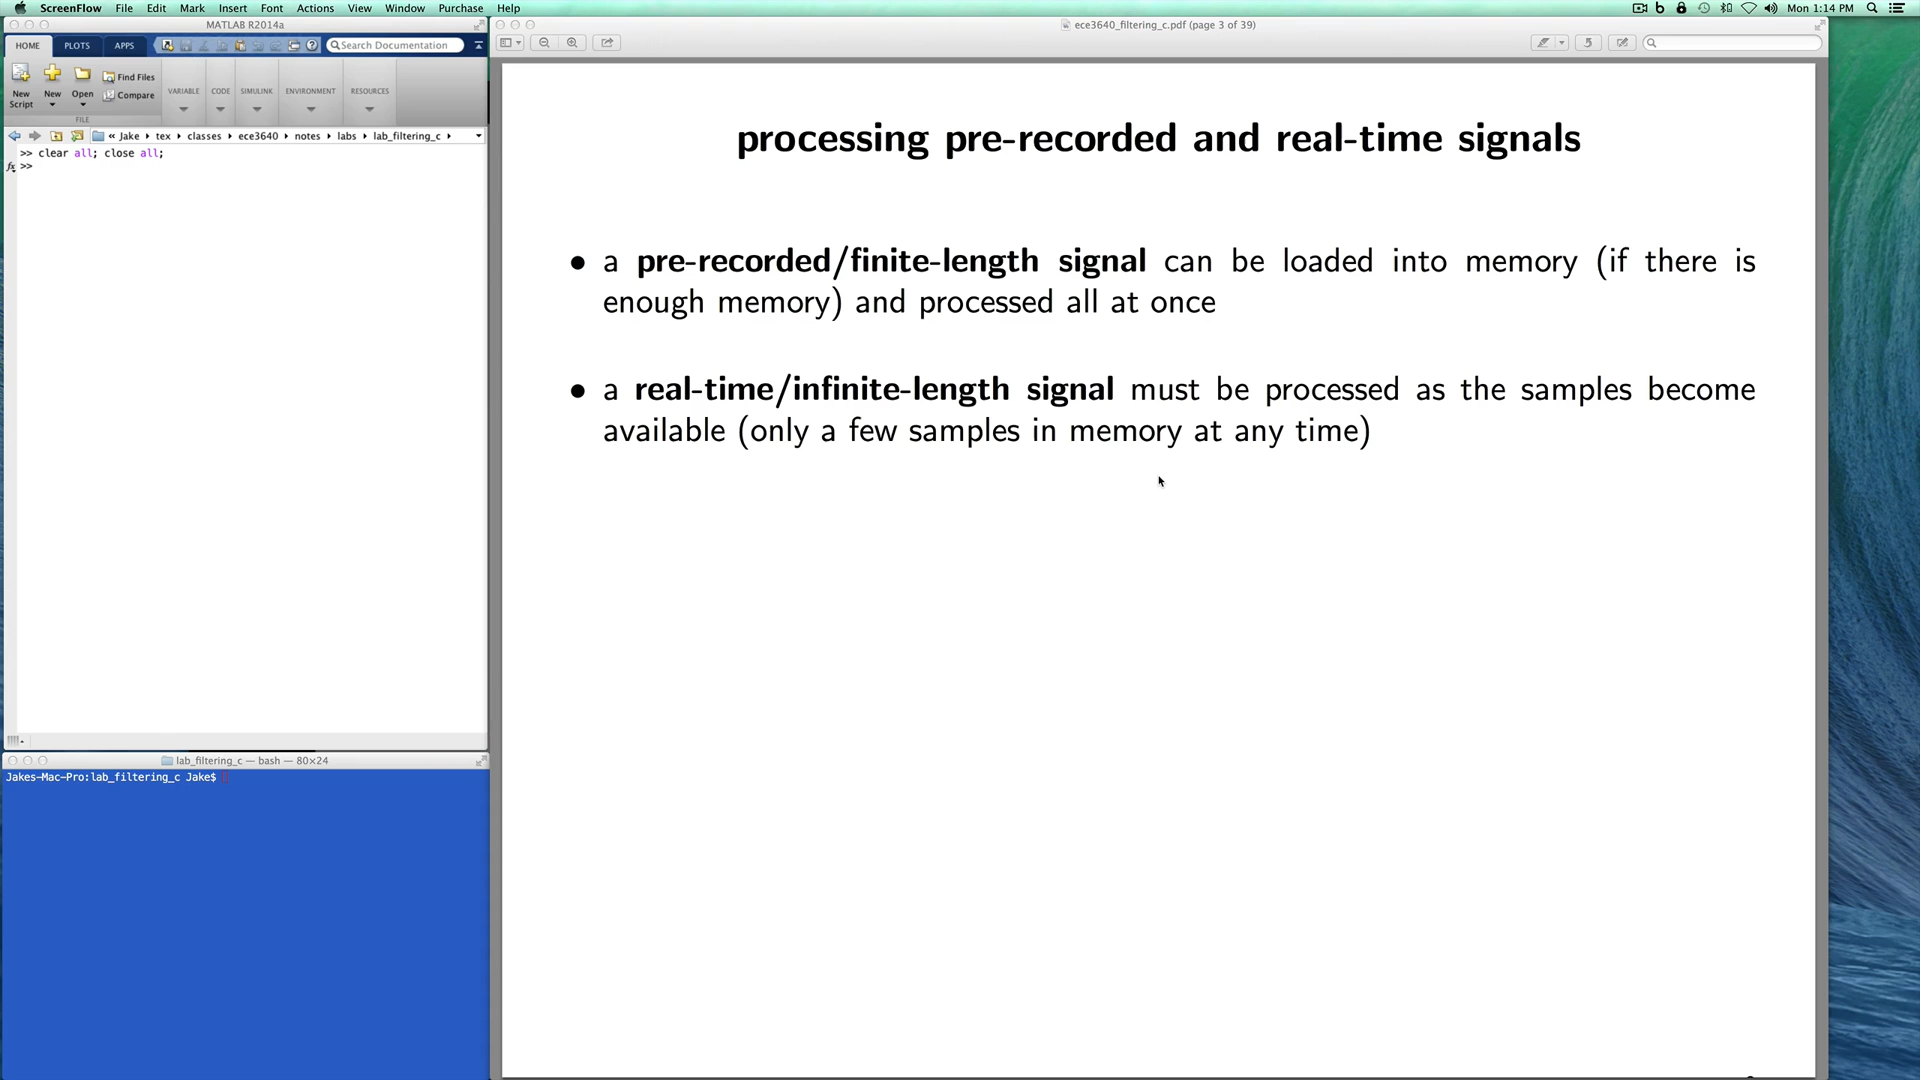 ScreenFlow File Edit Mark Insert Font Actions View Window Purchase Help Mon 1:14 PM
MATLAB R2014a
HOME PLOTS APPS Search Documentation
New Script New Open Find Files Compare
VARIABLE CODE SIMULINK ENVIRONMENT RESOURCES
FILE
« Jake ▸ tex ▸ classes ▸ ece3640 ▸ notes ▸ labs ▸ lab_filtering_c ▸
>> clear all; close all;
fx >>
lab_filtering_c — bash — 80×24
Jakes-Mac-Pro:lab_filtering_c Jake$
ece3640_filtering_c.pdf (page 3 of 39)
processing pre-recorded and real-time signals
• a pre-recorded/finite-length signal can be loaded into memory (if there is
enough memory) and processed all at once
• a real-time/infinite-length signal must be processed as the samples become
available (only a few samples in memory at any time)